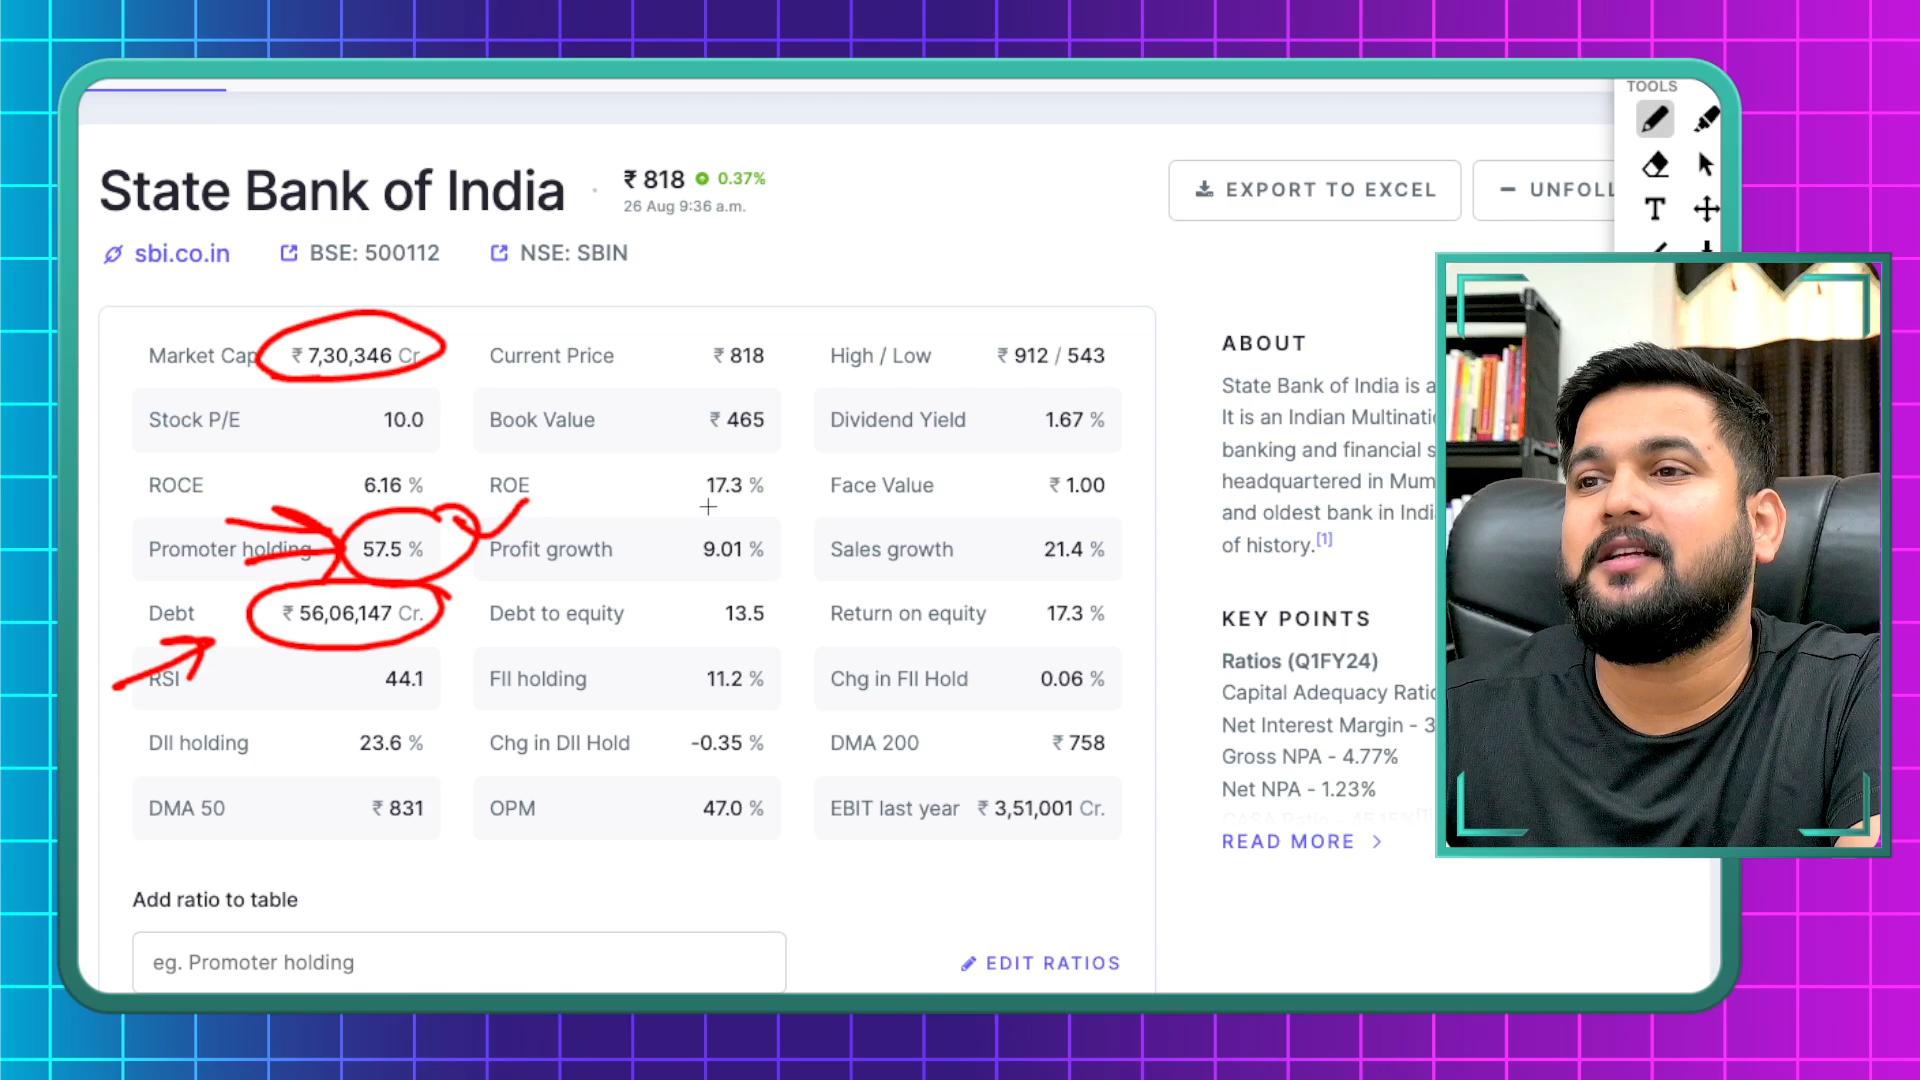 TOOLS
State Bank of India
₹ 818 0.37%
26 Aug 9:36 a.m.
EXPORT TO EXCEL
UNFOLL
sbi.co.in
BSE: 500112
NSE: SBIN
Market Cap ₹ 7,30,346 Cr.
Current Price ₹ 818
High / Low ₹ 912 / 543
Stock P/E 10.0
Book Value ₹ 465
Dividend Yield 1.67 %
ROCE 6.16 %
ROE 17.3 %
Face Value ₹ 1.00
Promoter holding 57.5 %
Profit growth 9.01 %
Sales growth 21.4 %
Debt ₹ 56,06,147 Cr.
Debt to equity 13.5
Return on equity 17.3 %
RSI 44.1
FII holding 11.2 %
Chg in FII Hold 0.06 %
DII holding 23.6 %
Chg in DII Hold -0.35 %
DMA 200 ₹ 758
DMA 50 ₹ 831
OPM 47.0 %
EBIT last year ₹ 3,51,001 Cr.
Add ratio to table
eg. Promoter holding
EDIT RATIOS
ABOUT
State Bank of India is a
It is an Indian Multinati
banking and financial s
headquartered in Mum
and oldest bank in Indi
of history.[1]
KEY POINTS
Ratios (Q1FY24)
Capital Adequacy Ratio
Net Interest Margin - 3
Gross NPA - 4.77%
Net NPA - 1.23%
READ MORE